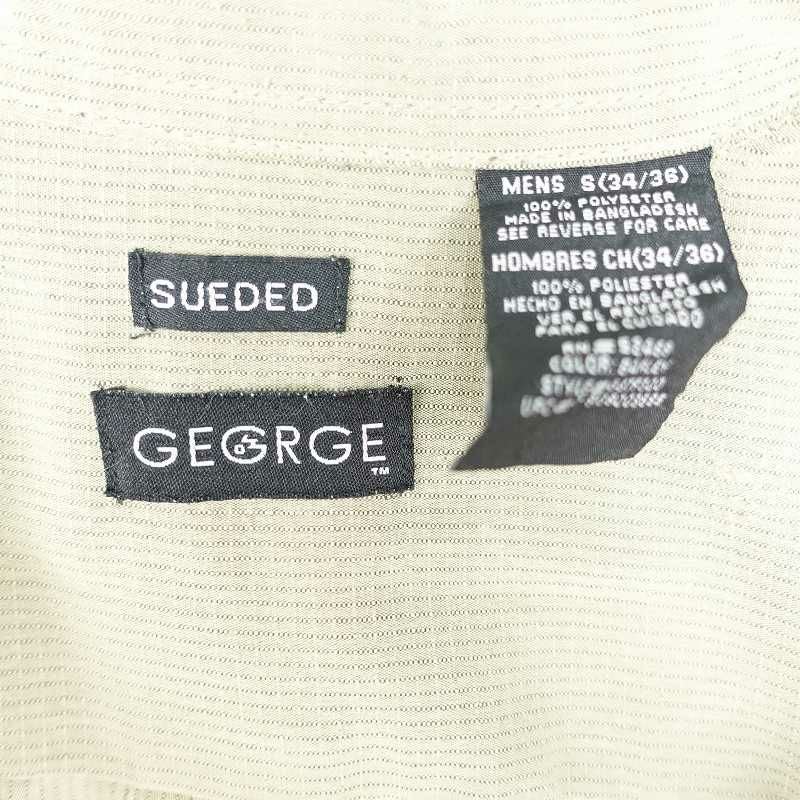 SUEDED
GEORGE
TM
MENS S(34/36)
100% POLYESTER
MADE IN BANGLADESH
SEE REVERSE FOR CARE
HOMBRES CH(34/36)
100% POLIESTER
HECHO EN BANGLADESH
VER EL REVERSO
PARA EL CUIDADO
COLOR